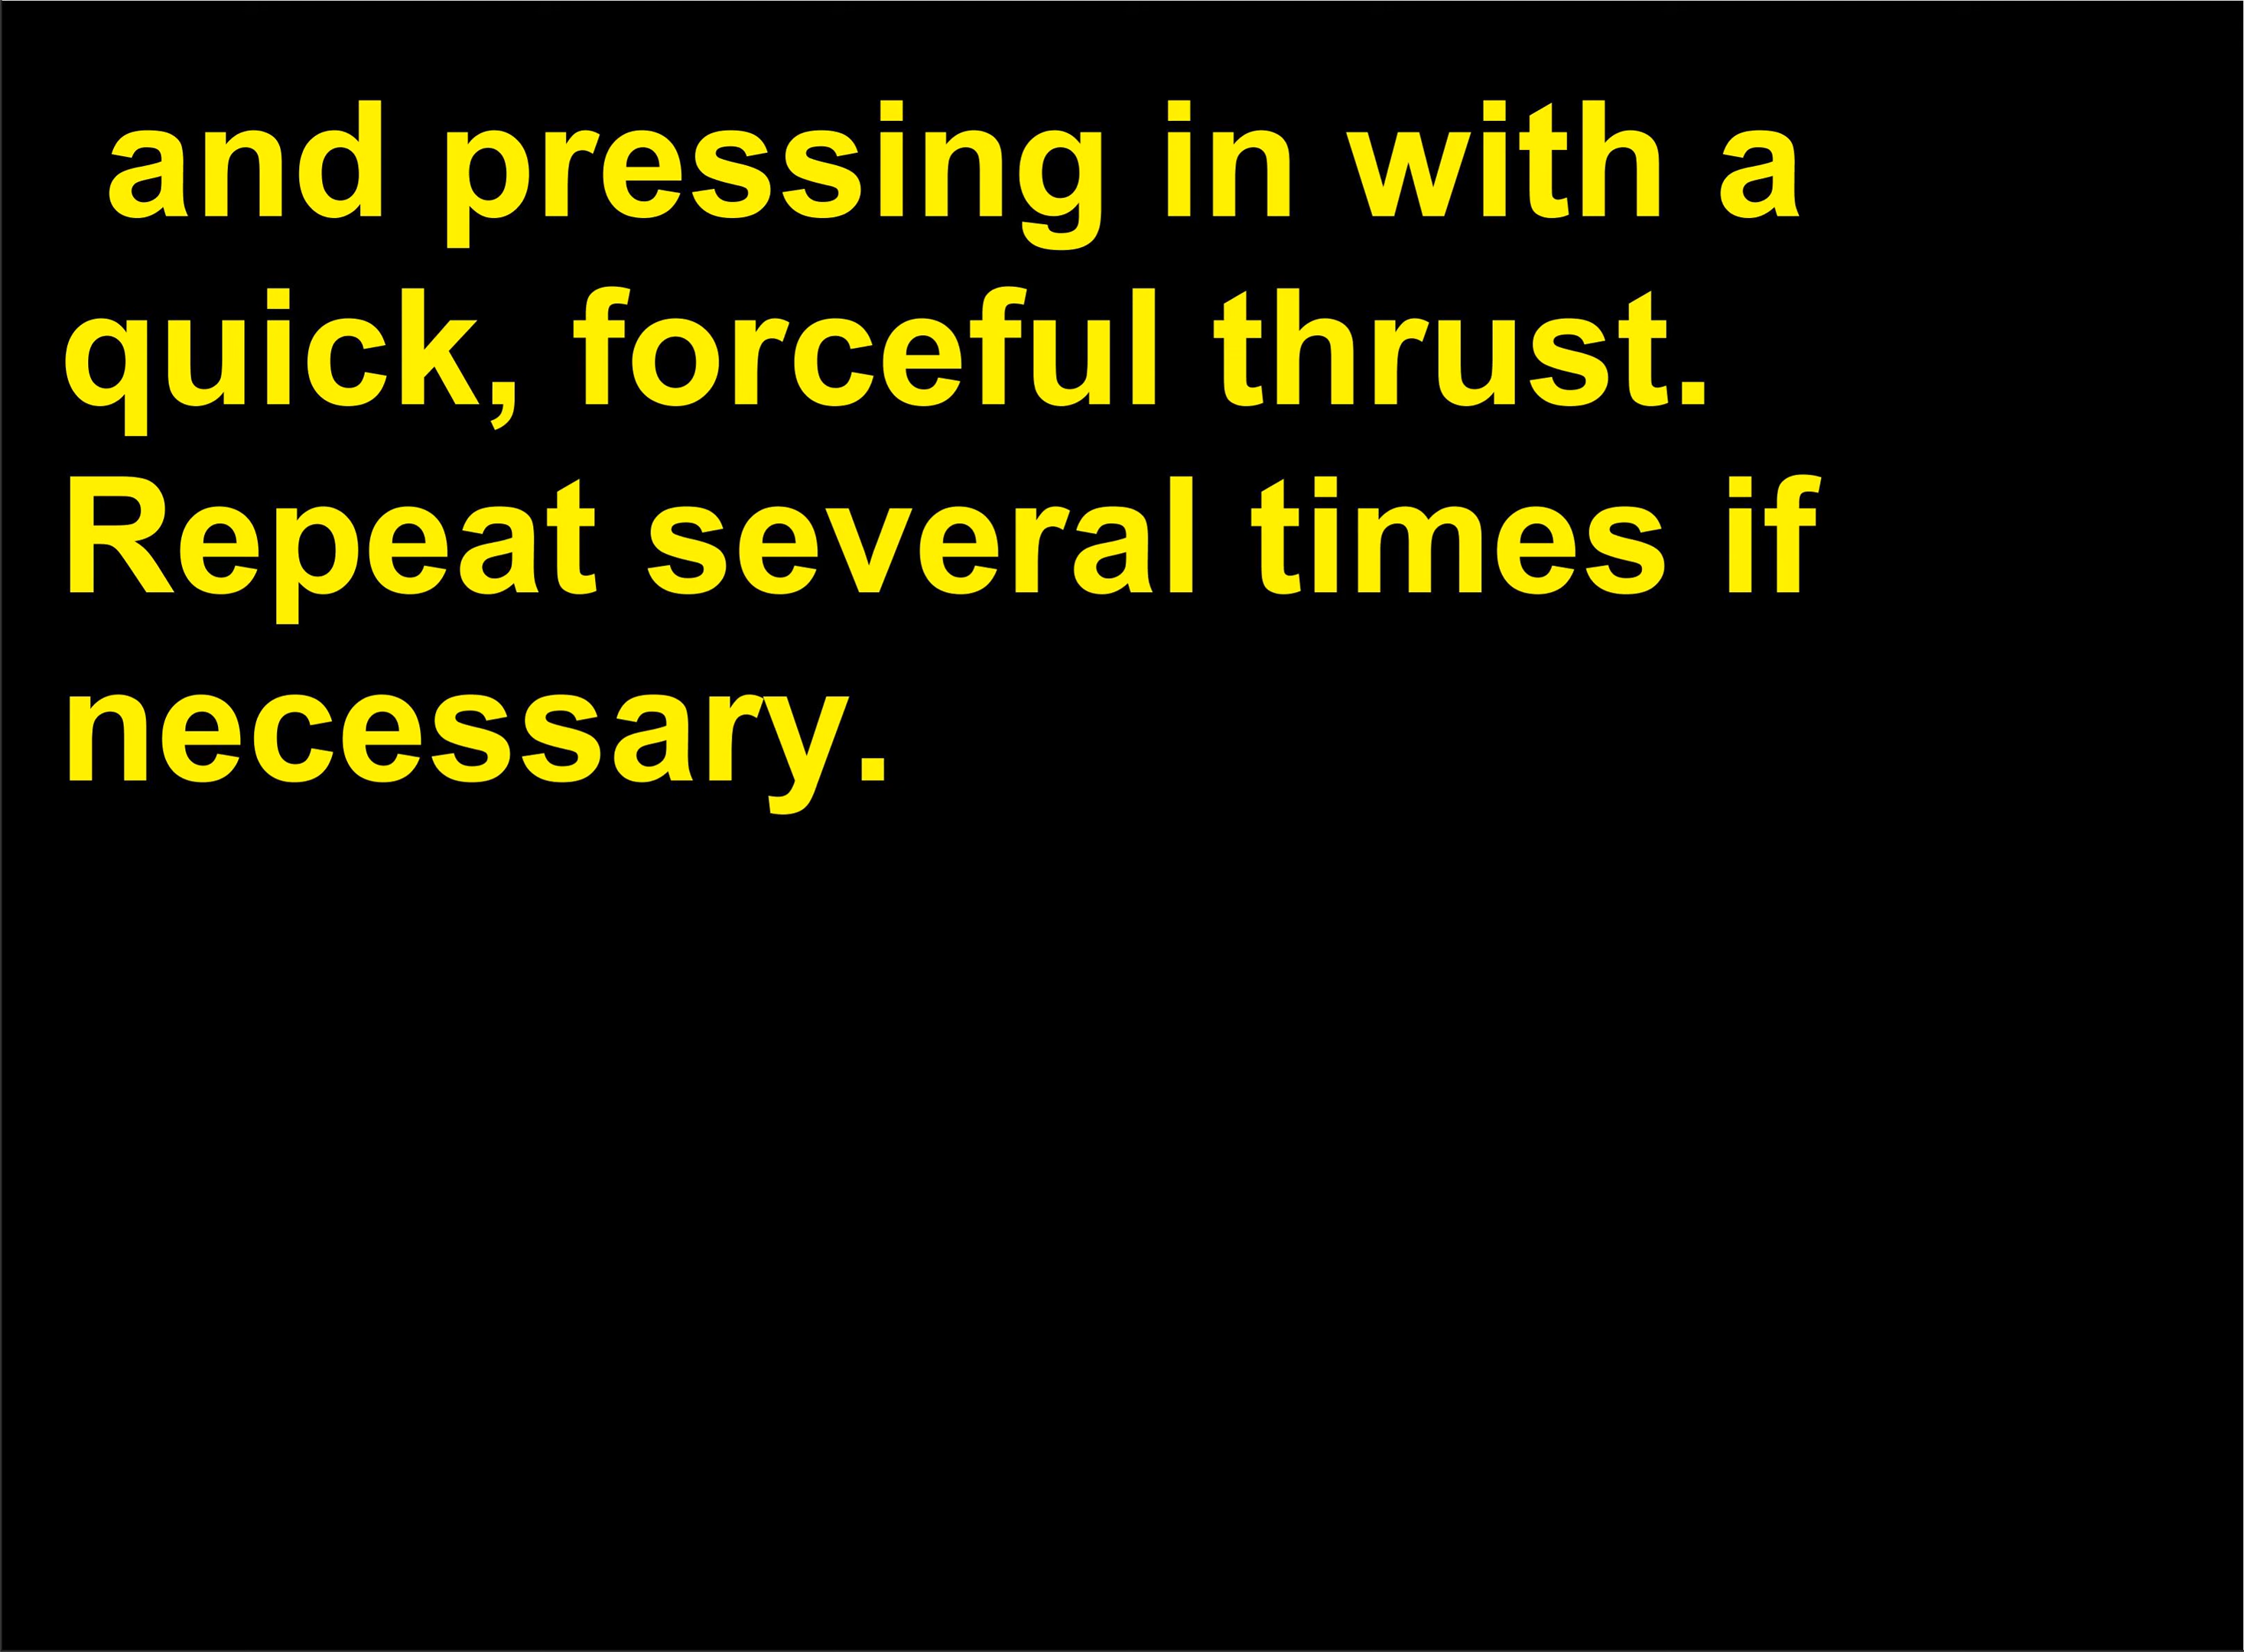 and pressing in with a
quick, forceful thrust.
Repeat several times if
necessary.